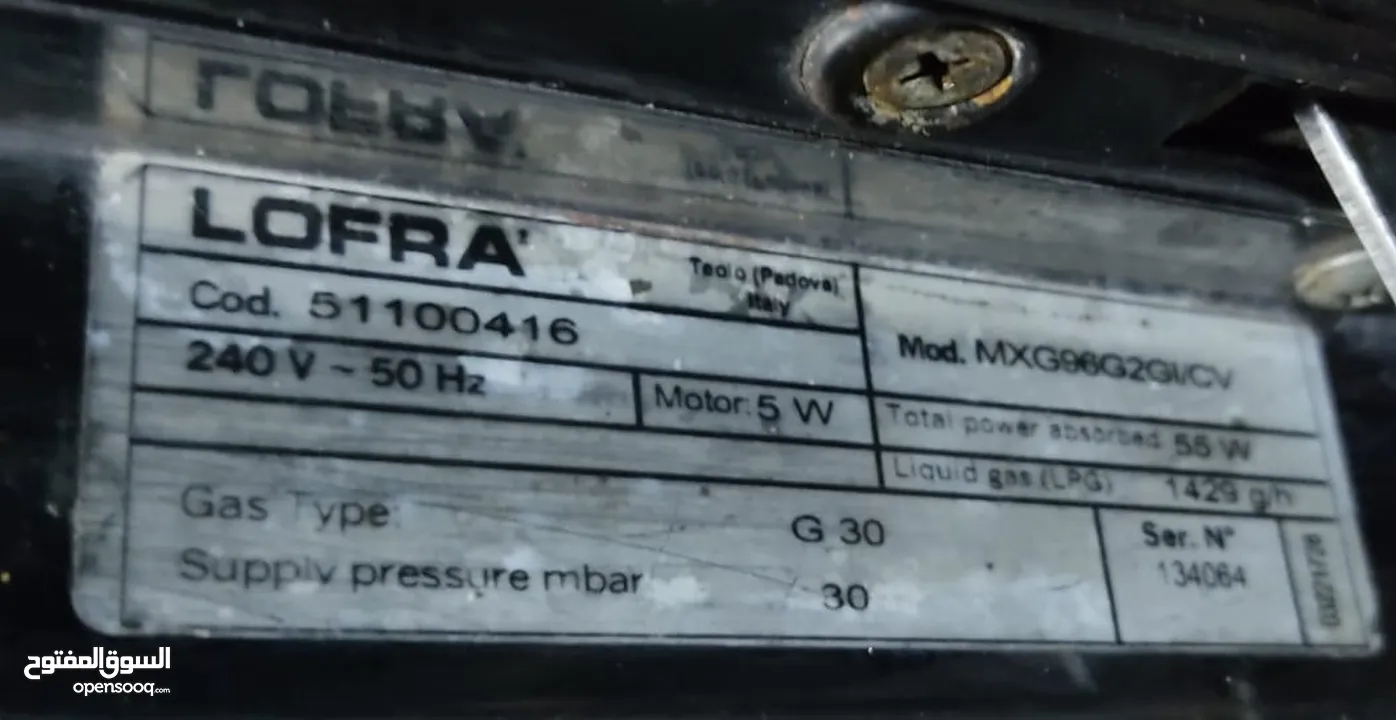 LOFRA
Teolo (Padova)
Italy
Cod. 51100416
Mod. MXG96G2GI/CV
240 V ~ 50 Hz
Motor: 5 W
Total power absorbed: 55 W
Liquid gas (LPG) 1429 g/h
Gas Type: G 30
Supply pressure mbar 30
Ser. N°
134064
السوق المفتوح
opensooq.com